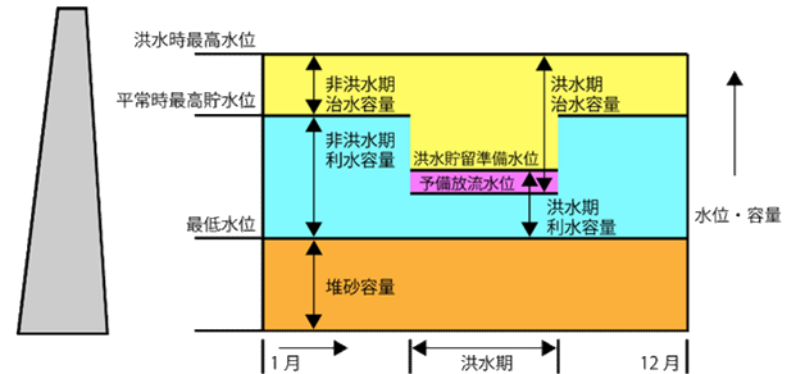 洪水時最高水位
平常時最高貯水位
最低水位
非洪水期
治水容量
洪水期
治水容量
非洪水期
利水容量
洪水貯留準備水位
予備放流水位
洪水期
利水容量
堆砂容量
水位・容量
1月
洪水期
12月